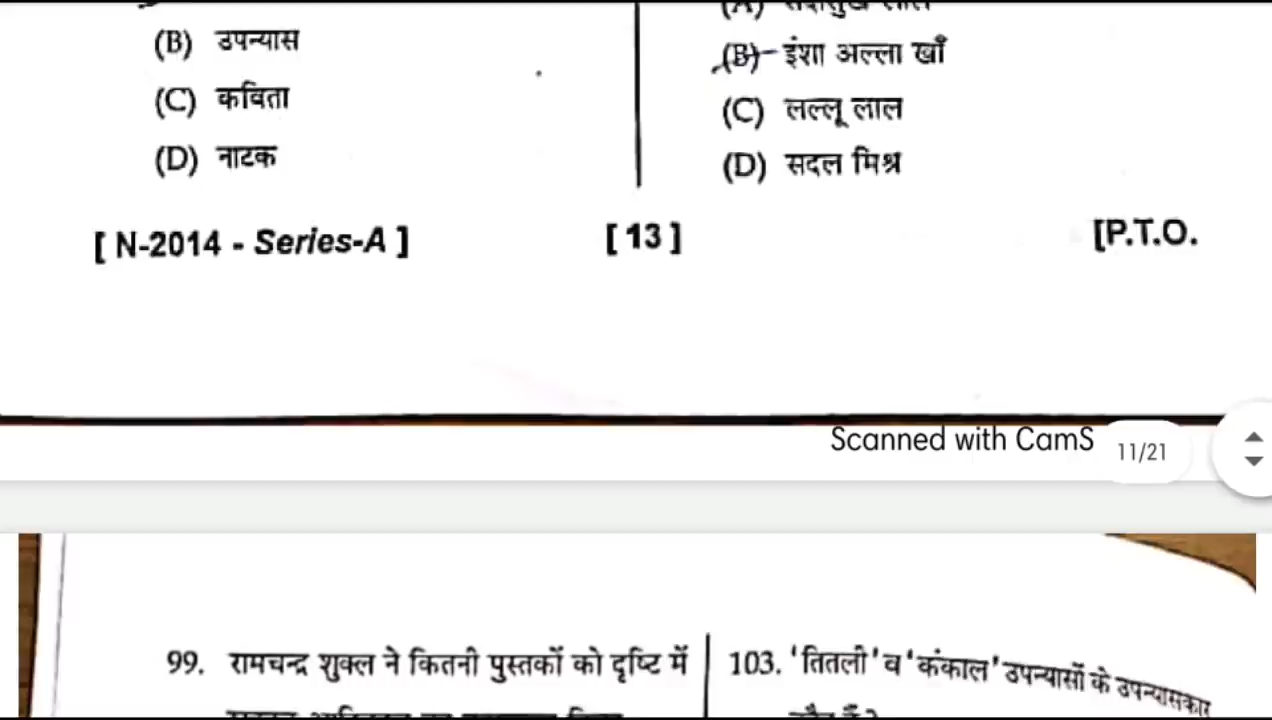 (B) उपन्यास
(C) कविता
(D) नाटक
(B) इंशा अल्ला खाँ
(C) लल्लू लाल
(D) सदल मिश्र
[ N-2014 - Series-A ] [ 13 ] [P.T.O.
Scanned with CamS
11/21
99. रामचन्द्र शुक्ल ने कितनी पुस्तकों को दृष्टि में
103. 'तितली' व 'कंकाल' उपन्यासों के उपन्यासकार